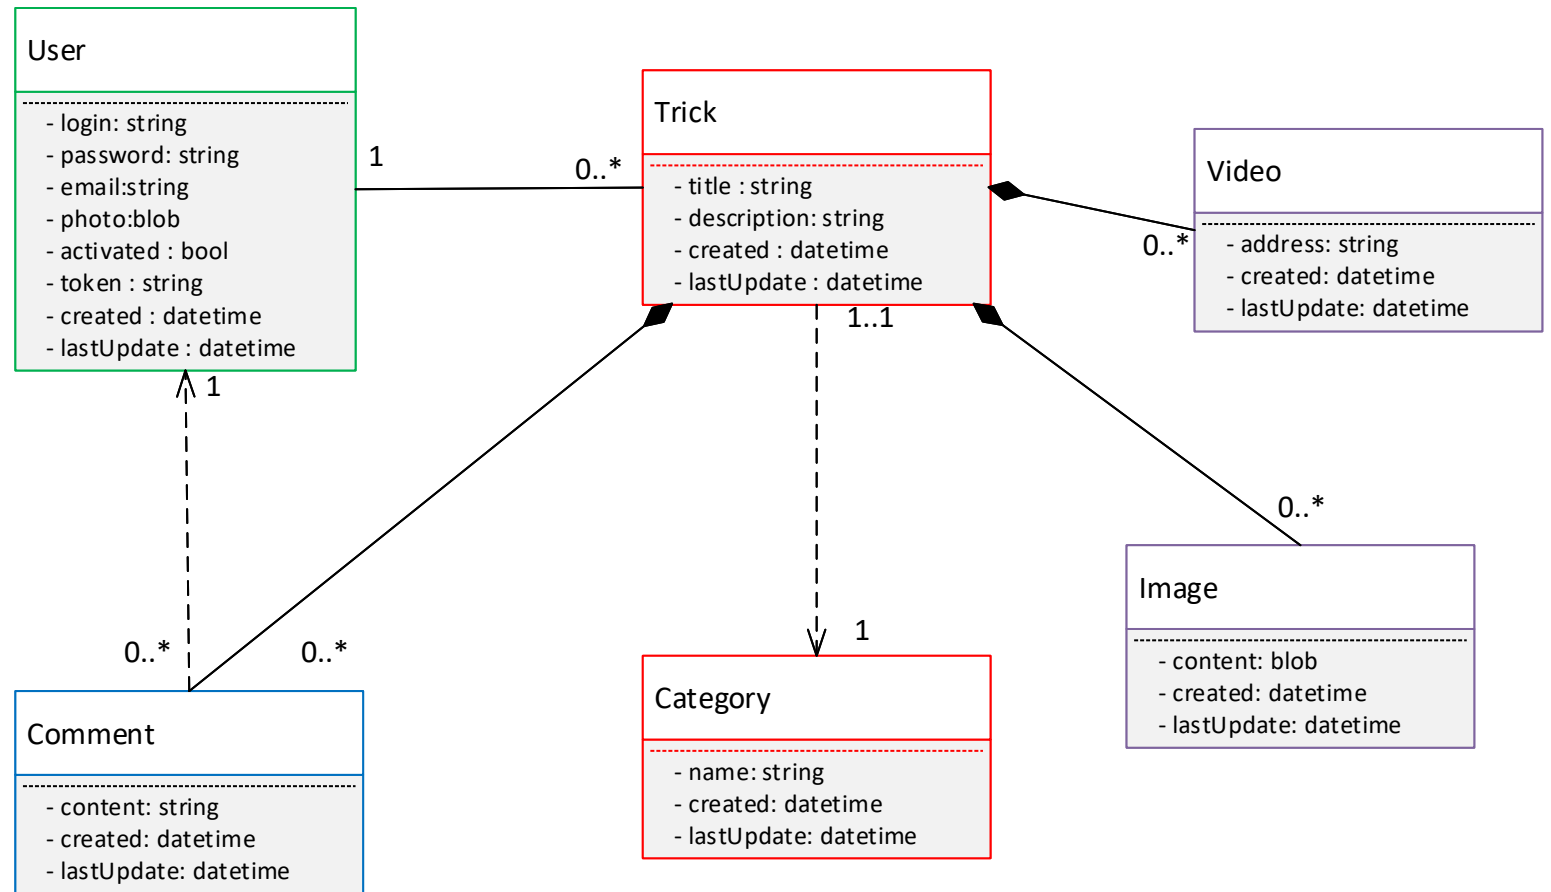 User
- login: string
- password: string
- email:string
- photo:blob
- activated : bool
- token : string
- created : datetime
- lastUpdate : datetime
1
0..*
Trick
- title : string
- description: string
- created : datetime
- lastUpdate : datetime
Video
- address: string
- created: datetime
- lastUpdate: datetime
0..*
1..1
1
0..*
0..*
0..*
1
Comment
- content: string
- created: datetime
- lastUpdate: datetime
Category
- name: string
- created: datetime
- lastUpdate: datetime
Image
- content: blob
- created: datetime
- lastUpdate: datetime